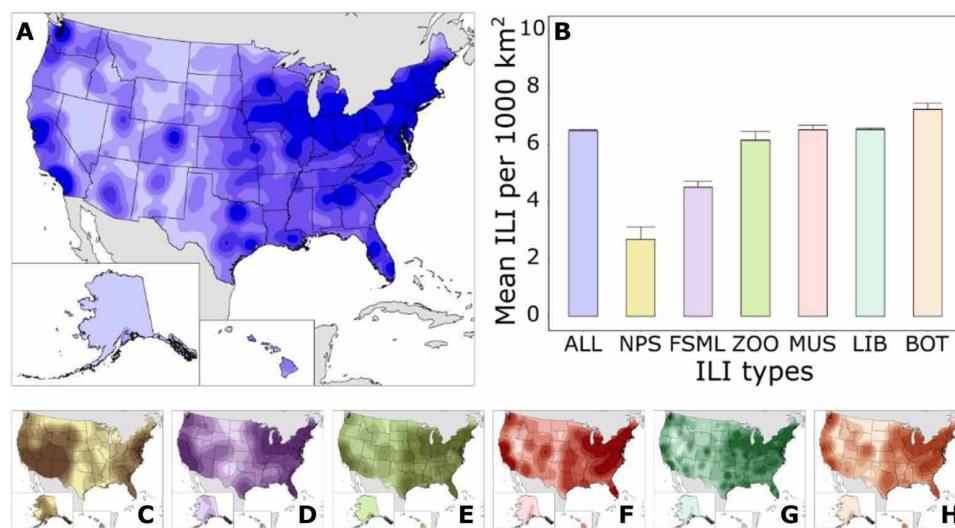 A
B
Mean ILI per 1000 km²
10
8
6
4
2
0
ALL NPS FSML ZOO MUS LIB BOT
ILI types
C D E F G H